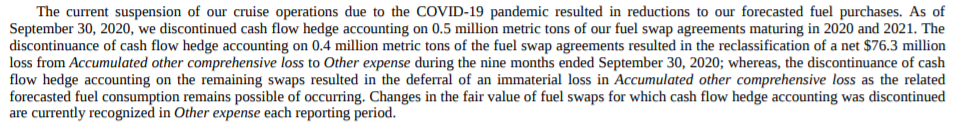 The current suspension of our cruise operations due to the COVID-19 pandemic resulted in reductions to our forecasted fuel purchases. As of
September 30, 2020, we discontinued cash flow hedge accounting on 0.5 million metric tons of our fuel swap agreements maturing in 2020 and 2021. The
discontinuance of cash flow hedge accounting on 0.4 million metric tons of the fuel swap agreements resulted in the reclassification of a net $76.3 million
loss from Accumulated other comprehensive loss to Other expense during the nine months ended September 30, 2020; whereas, the discontinuance of cash
flow hedge accounting on the remaining swaps resulted in the deferral of an immaterial loss in Accumulated other comprehensive loss as the related
forecasted fuel consumption remains possible of occurring. Changes in the fair value of fuel swaps for which cash flow hedge accounting was discontinued
are currently recognized in Other expense each reporting period.